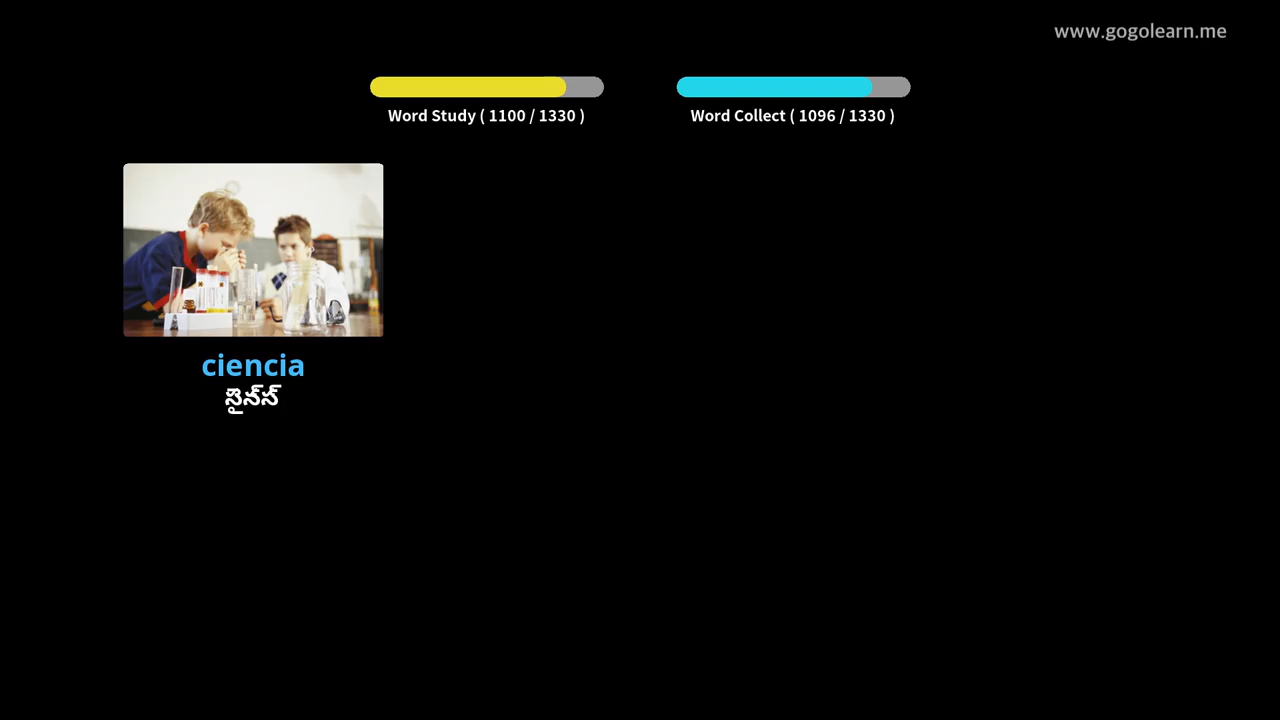 www.gogolearn.me
Word Study ( 1100 / 1330 )
Word Collect ( 1096 / 1330 )
ciencia
సైన్స్